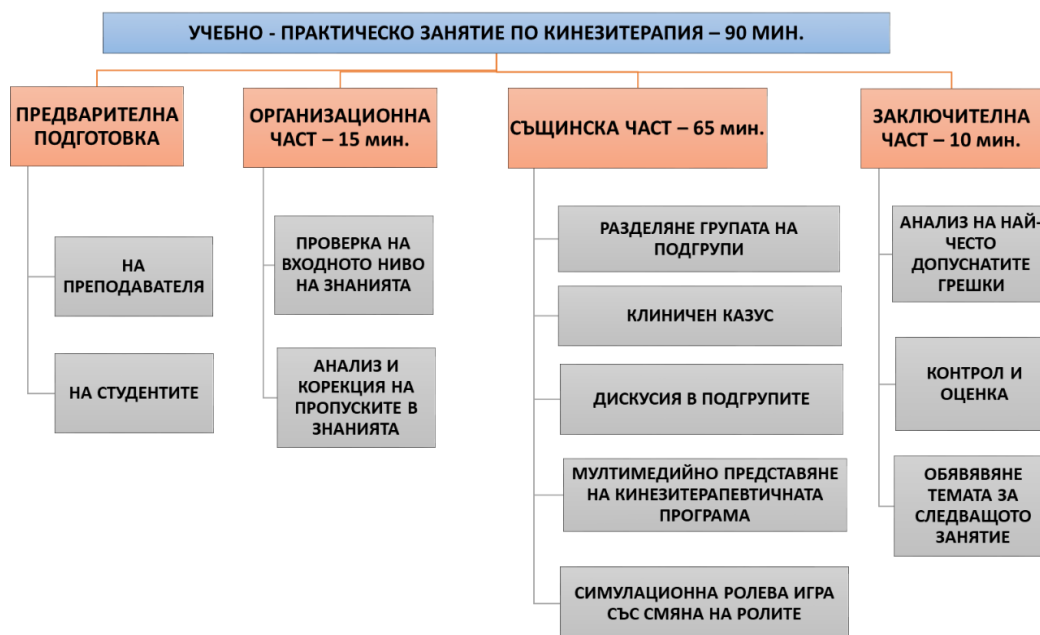 УЧЕБНО - ПРАКТИЧЕСКО ЗАНЯТИЕ ПО КИНЕЗИТЕРАПИЯ – 90 МИН.
ПРЕДВАРИТЕЛНА
ПОДГОТОВКА
НА
ПРЕПОДАВАТЕЛЯ
НА СТУДЕНТИТЕ
ОРГАНИЗАЦИОННА
ЧАСТ – 15 мин.
ПРОВЕРКА НА
ВХОДНОТО НИВО
НА ЗНАНИЯТА
АНАЛИЗ И
КОРЕКЦИЯ НА
ПРОПУСКИТЕ В
ЗНАНИЯТА
СЪЩИНСКА ЧАСТ – 65 мин.
РАЗДЕЛЯНЕ ГРУПАТА НА
ПОДГРУПИ
КЛИНИЧЕН КАЗУС
ДИСКУСИЯ В ПОДГРУПИТЕ
МУЛТИМЕДИЙНО ПРЕДСТАВЯНЕ
НА КИНЕЗИТЕРАПЕВТИЧНАТА
ПРОГРАМА
СИМУЛАЦИОННА РОЛЕВА ИГРА
СЪС СМЯНА НА РОЛИТЕ
ЗАКЛЮЧИТЕЛНА
ЧАСТ – 10 мин.
АНАЛИЗ НА НАЙ-
ЧЕСТО
ДОПУСНАТИТЕ
ГРЕШКИ
КОНТРОЛ И
ОЦЕНКА
ОБЯВЯВЯНЕ
ТЕМАТА ЗА
СЛЕДВАЩОТО
ЗАНЯТИЕ